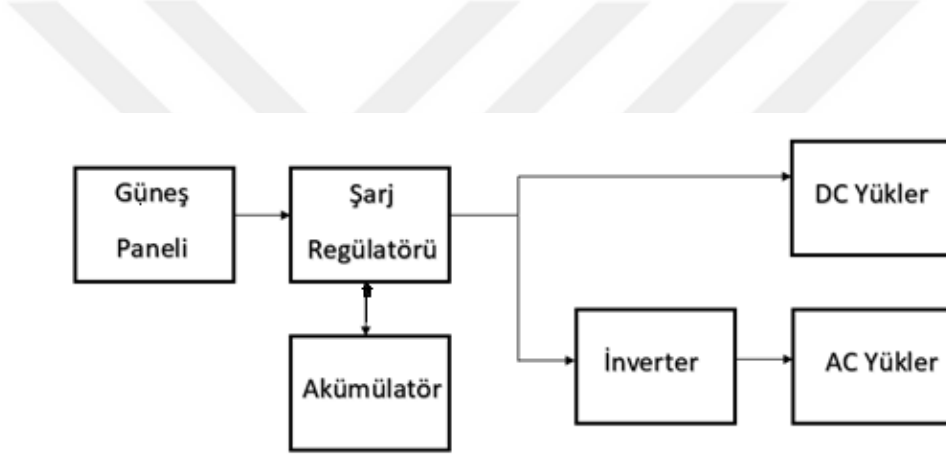 Güneş
Paneli
Şarj
Regülatörü
DC Yükler
Akümülatör
İnverter
AC Yükler